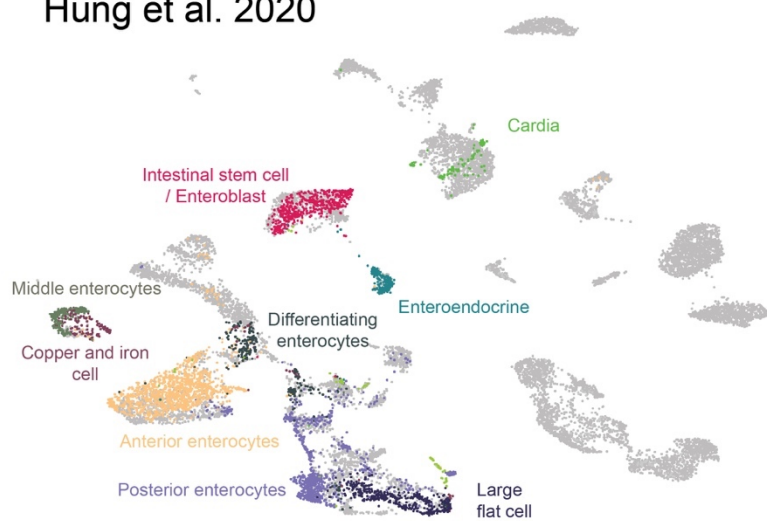 Hung et al. 2020
Cardia
Intestinal stem cell
/ Enteroblast
Middle enterocytes
Enteroendocrine
Differentiating
enterocytes
Copper and iron
cell
Anterior enterocytes
Posterior enterocytes
Large
flat cell